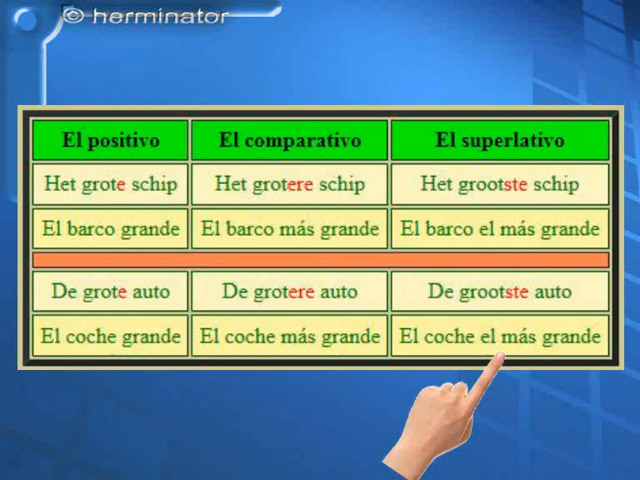 © herminator
El positivo El comparativo El superlativo
Het grote schip Het grotere schip Het grootste schip
El barco grande El barco más grande El barco el más grande
De grote auto De grotere auto De grootste auto
El coche grande El coche más grande El coche el más grande